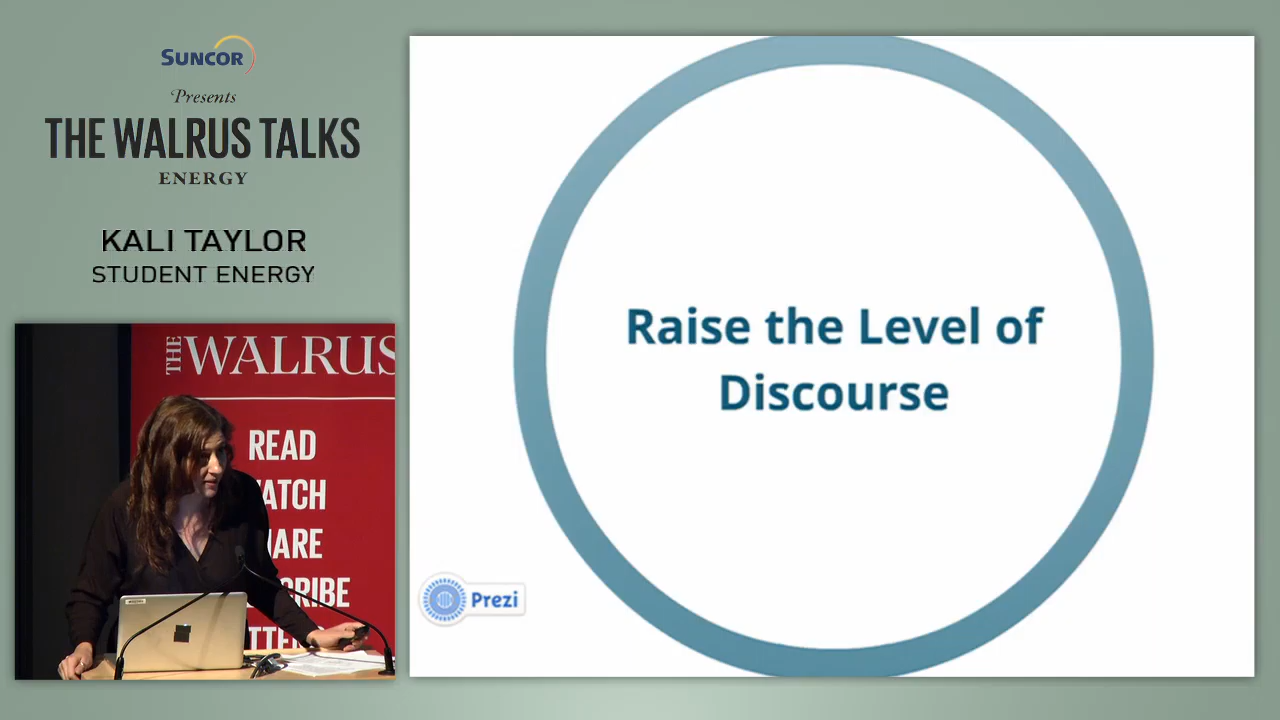 SUNCOR
Presents
THE WALRUS TALKS
ENERGY
KALI TAYLOR
STUDENT ENERGY
THE WALRUS
READ
Raise the Level of
Discourse
Prezi